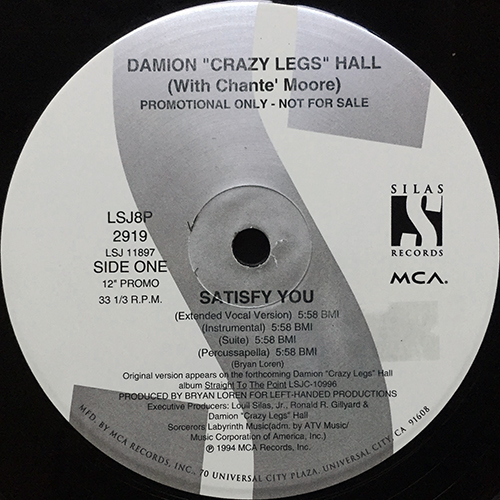 DAMION "CRAZY LEGS" HALL
(With Chante' Moore)
PROMOTIONAL ONLY - NOT FOR SALE
LSJ8P
2919
LSJ 11897
SIDE ONE
12" PROMO
33 1/3 R.P.M.
SILAS
S
RECORDS
MCA.
SATISFY YOU
(Extended Vocal Version) 5:58 BMI
(Instrumental) 5:58 BMI
(Suite) 5:58 BMI
(Percussapella) 5:58 BMI
(Bryan Loren)
Original version appears on the forthcoming Damion "Crazy Legs" Hall
album Straight To The Point LSJC-10996
PRODUCED BY BRYAN LOREN FOR LEFT-HANDED PRODUCTIONS
Executive Producers: Louil Silas, Jr., Ronald R. Gillyard &
Damion "Crazy Legs" Hall
Sorcerors Labyrinth Music(adm. by ATV Music/
Music Corporation of America, Inc.)
℗ 1994 MCA Records, Inc.
MFD. BY MCA RECORDS, INC., 70 UNIVERSAL CITY PLAZA, UNIVERSAL CITY, CA 91608